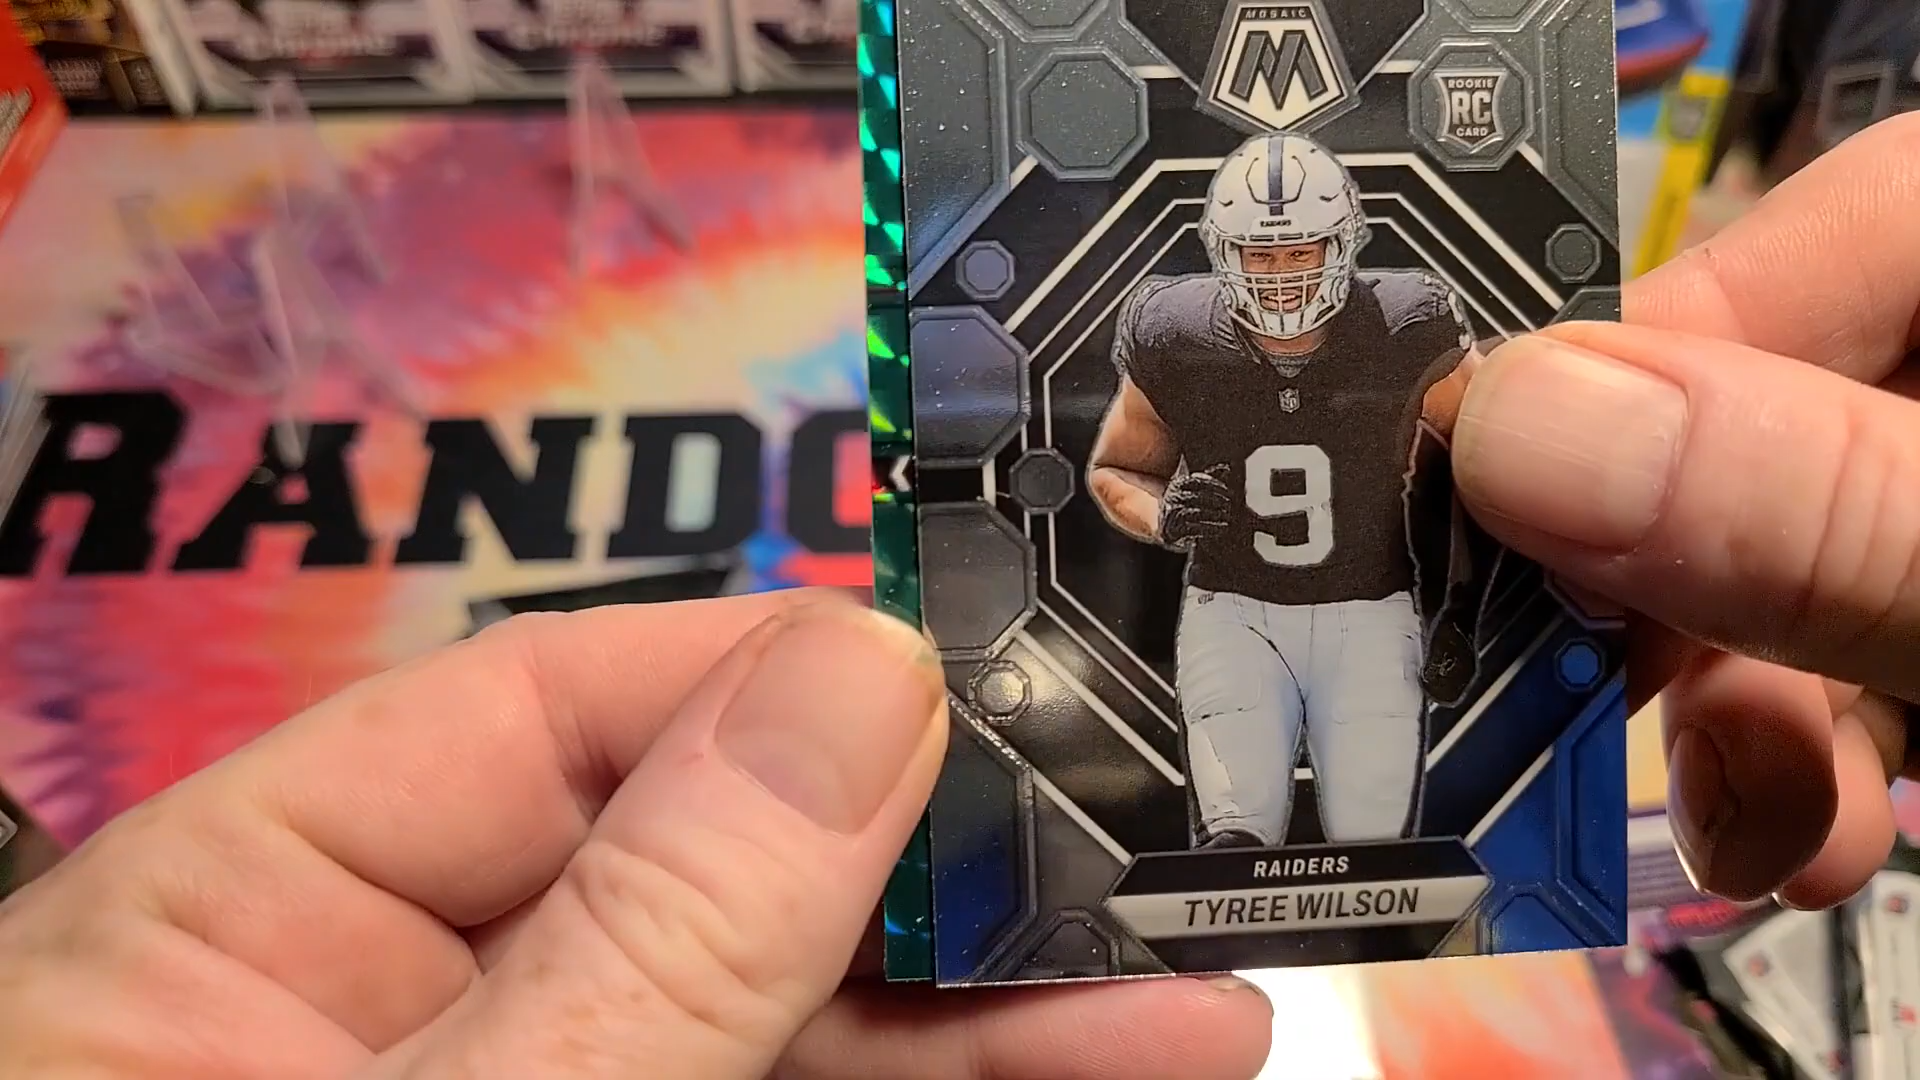 MOSAIC
M
ROOKIE
RC
CARD
RAIDERS
9
RANDO
RAIDERS
TYREE WILSON